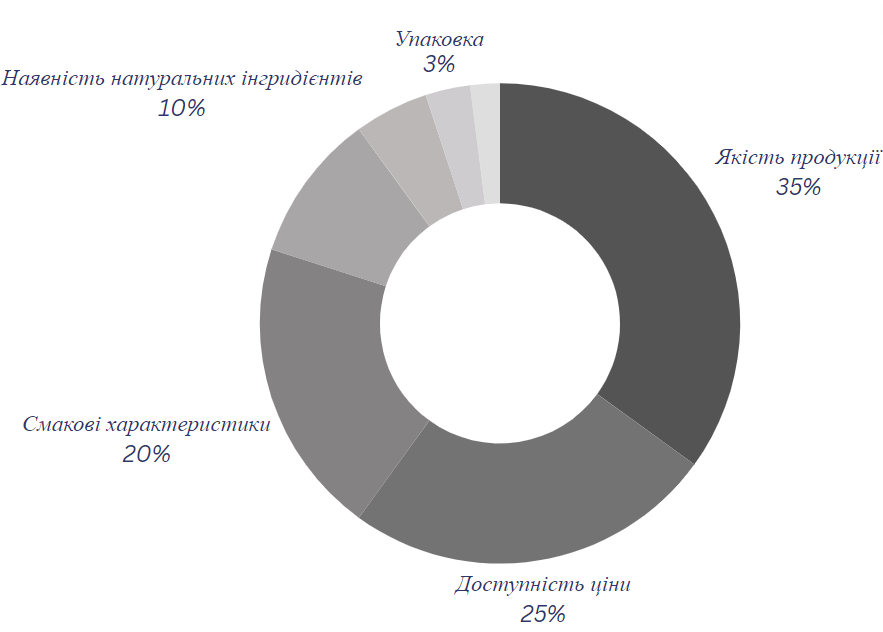 Упаковка
3%
Наявність натуральних інгридієнтів
10%
Якість продукції
35%
Смакові характеристики
20%
Доступність ціни
25%